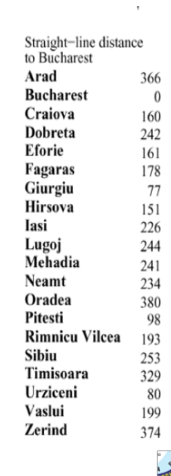 Straight−line distance
to Bucharest
Arad 366
Bucharest 0
Craiova 160
Dobreta 242
Eforie 161
Fagaras 178
Giurgiu 77
Hirsova 151
Iasi 226
Lugoj 244
Mehadia 241
Neamt 234
Oradea 380
Pitesti 98
Rimnicu Vilcea 193
Sibiu 253
Timisoara 329
Urziceni 80
Vaslui 199
Zerind 374